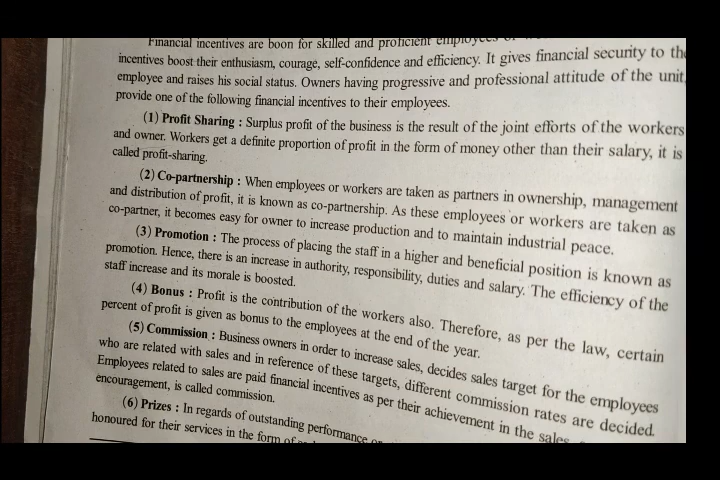 Financial incentives are boon for skilled and proficient employees
incentives boost their enthusiasm, courage, self-confidence and efficiency. It gives financial security to the
employee and raises his social status. Owners having progressive and professional attitude of the unit,
provide one of the following financial incentives to their employees.
(1) Profit Sharing : Surplus profit of the business is the result of the joint efforts of the workers
and owner. Workers get a definite proportion of profit in the form of money other than their salary, it is
called profit-sharing.
(2) Co-partnership : When employees or workers are taken as partners in ownership, management
and distribution of profit, it is known as co-partnership. As these employees or workers are taken as
co-partner, it becomes easy for owner to increase production and to maintain industrial peace.
(3) Promotion : The process of placing the staff in a higher and beneficial position is known as
promotion. Hence, there is an increase in authority, responsibility, duties and salary. The efficiency of the
staff increase and its morale is boosted.
(4) Bonus : Profit is the contribution of the workers also. Therefore, as per the law, certain
percent of profit is given as bonus to the employees at the end of the year.
(5) Commission : Business owners in order to increase sales, decides sales target for the employees
who are related with sales and in reference of these targets, different commission rates are decided.
Employees related to sales are paid financial incentives as per their achievement in the sales.
encouragement, is called commission.
(6) Prizes : In regards of outstanding performance
honoured for their services in the form of